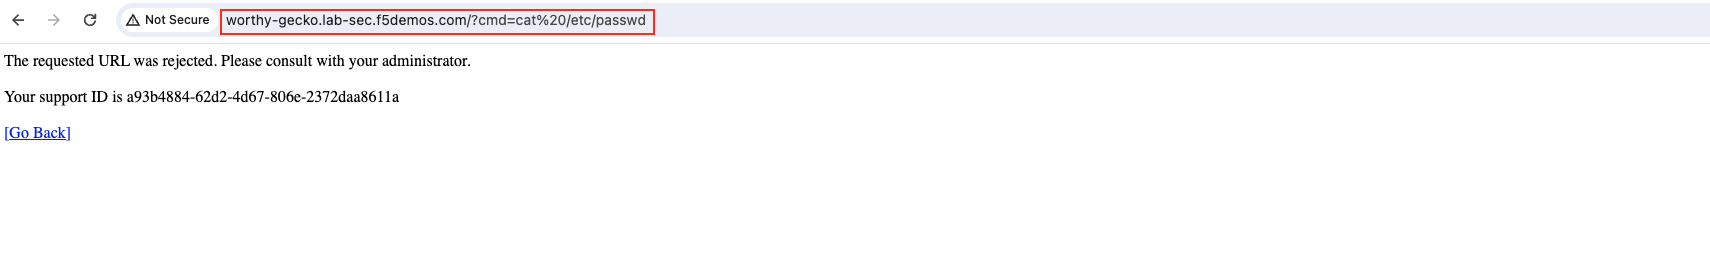 Not Secure worthy-gecko.lab-sec.f5demos.com/?cmd=cat%20/etc/passwd
The requested URL was rejected. Please consult with your administrator.
Your support ID is a93b4884-62d2-4d67-806e-2372daa8611a
[Go Back]